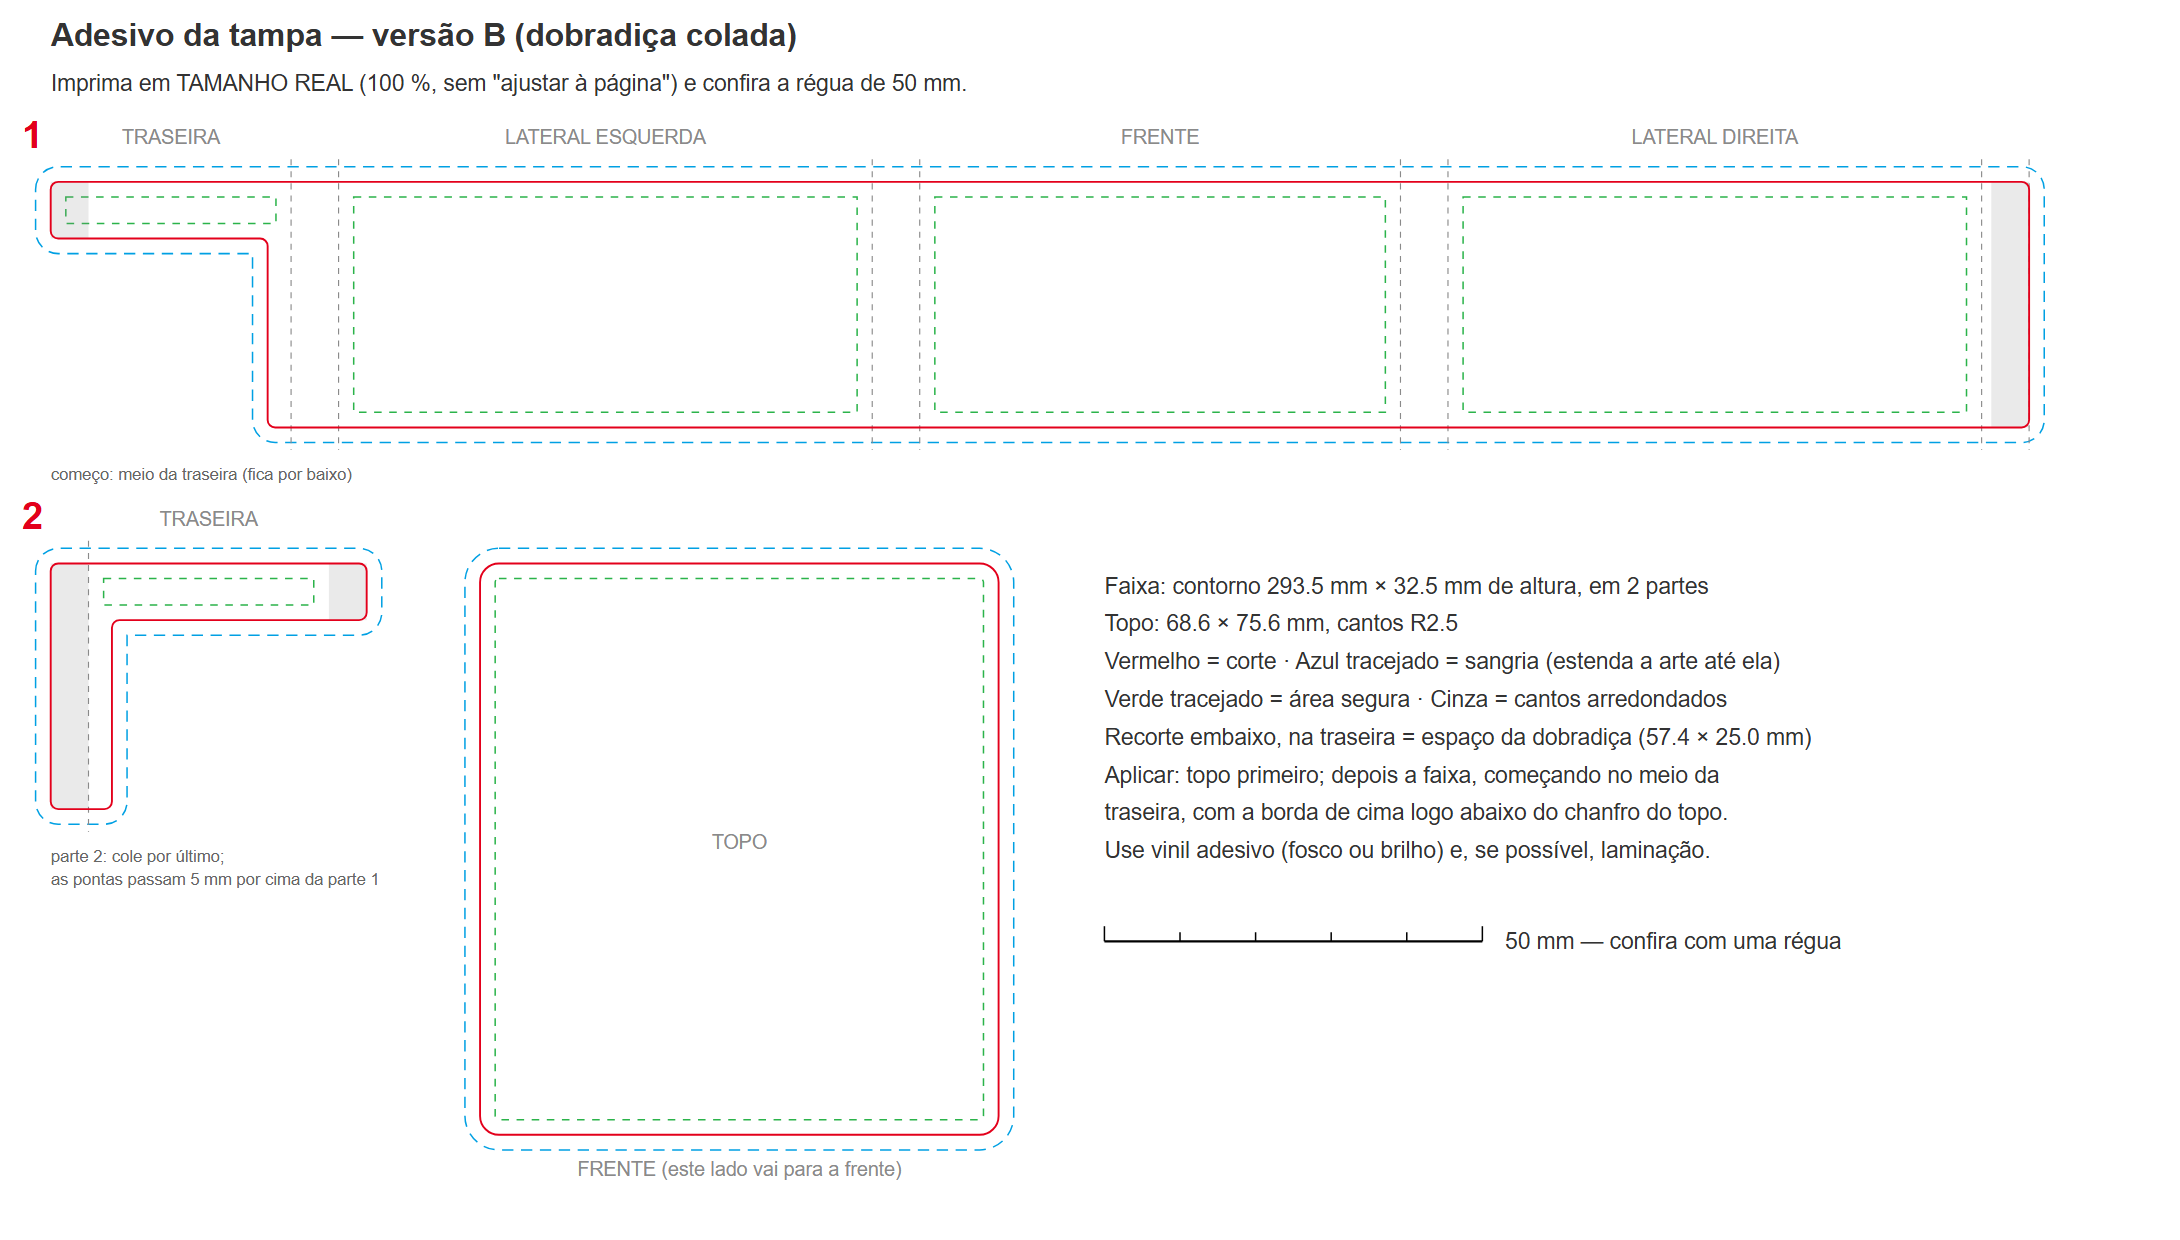 Adesivo da tampa — versão B (dobradiça colada)
Imprima em TAMANHO REAL (100 %, sem "ajustar à página") e confira a régua de 50 mm.
1
TRASEIRA
LATERAL ESQUERDA
FRENTE
LATERAL DIREITA
começo: meio da traseira (fica por baixo)
2
TRASEIRA
parte 2: cole por último;
as pontas passam 5 mm por cima da parte 1
TOPO
FRENTE (este lado vai para a frente)
Faixa: contorno 293.5 mm × 32.5 mm de altura, em 2 partes
Topo: 68.6 × 75.6 mm, cantos R2.5
Vermelho = corte · Azul tracejado = sangria (estenda a arte até ela)
Verde tracejado = área segura · Cinza = cantos arredondados
Recorte embaixo, na traseira = espaço da dobradiça (57.4 × 25.0 mm)
Aplicar: topo primeiro; depois a faixa, começando no meio da
traseira, com a borda de cima logo abaixo do chanfro do topo.
Use vinil adesivo (fosco ou brilho) e, se possível, laminação.
50 mm — confira com uma régua